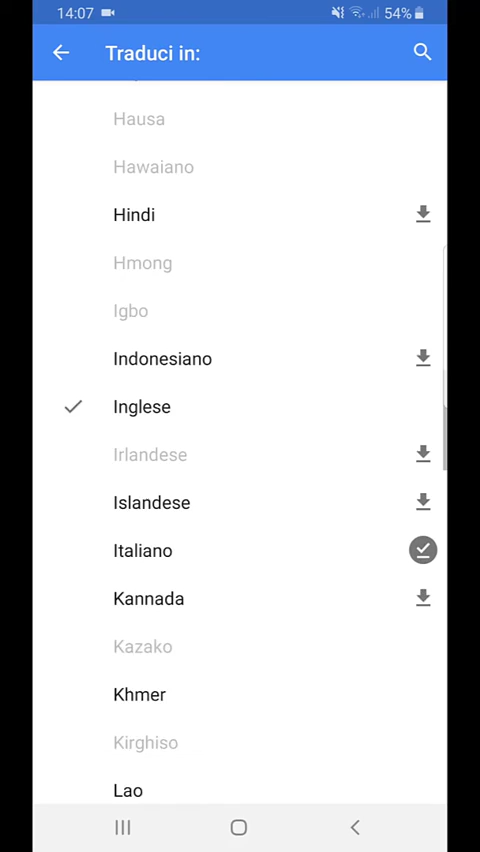 14:07 54%
Traduci in:
Hausa
Hawaiano
Hindi
Hmong
Igbo
Indonesiano
Inglese
Irlandese
Islandese
Italiano
Kannada
Kazako
Khmer
Kirghiso
Lao